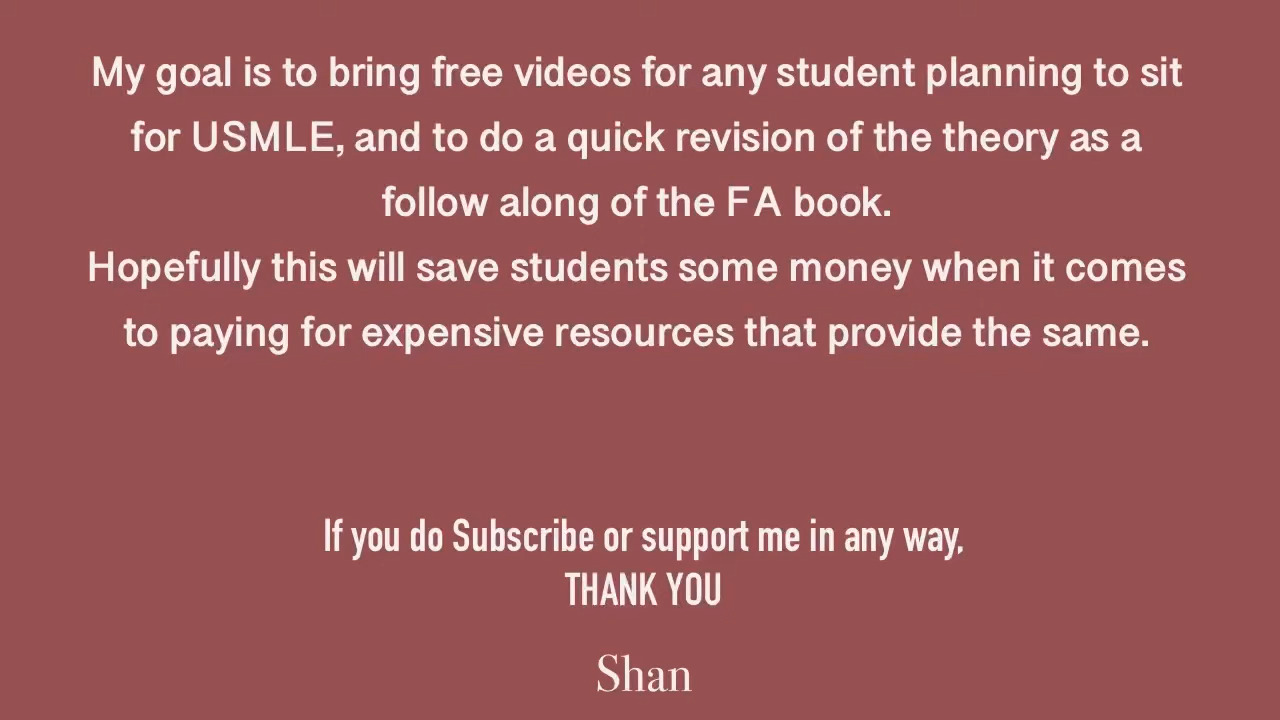 My goal is to bring free videos for any student planning to sit
for USMLE, and to do a quick revision of the theory as a
follow along of the FA book.
Hopefully this will save students some money when it comes
to paying for expensive resources that provide the same.
If you do Subscribe or support me in any way,
THANK YOU
Shan